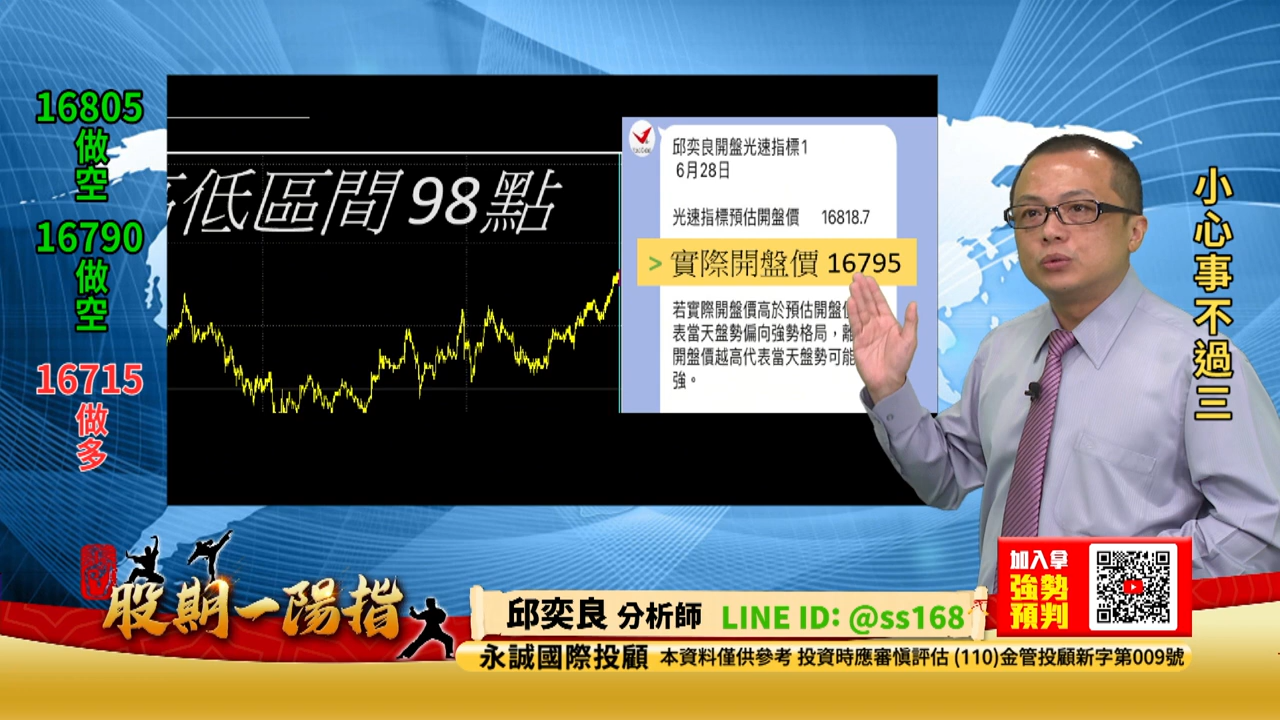 16805
做
空
16790
做
空
16715
做
多
高低區間98點
邱奕良開盤光速指標1
6月28日
光速指標預估開盤價 16818.7
> 實際開盤價 16795
若實際開盤價高於預估開盤
表當天盤勢偏向強勢格局，
開盤價越高代表當天盤勢可能
強。
小心事不過三
股期一陽指
加入拿
強勢
預判
邱奕良 分析師 LINE ID: @ss168
永誠國際投顧 本資料僅供參考 投資時應審慎評估 (110)金管投顧新字第009號